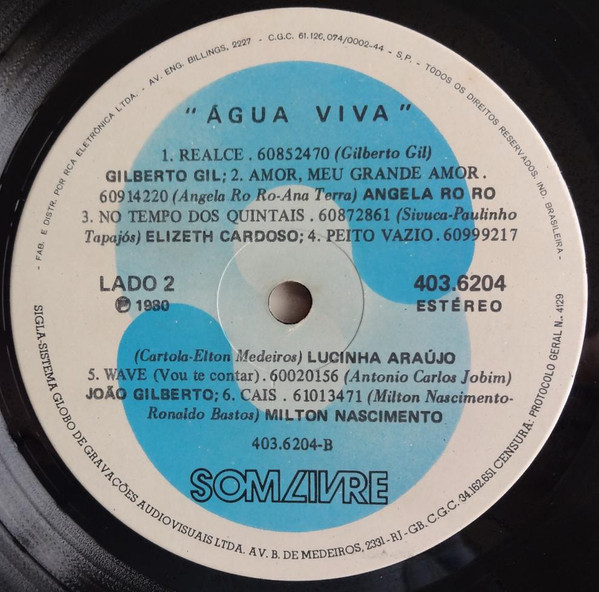 - FAB. E DISTR. POR RCA ELETRÔNICA LTDA. - AV. ENG. BILLINGS, 2227 - C.G.C. 61.126.074/0002-44 - S.P. - TODOS OS DIREITOS RESERVADOS. IND. BRASILEIRA -
"ÁGUA VIVA"
1. REALCE . 60852470 (Gilberto Gil)
GILBERTO GIL; 2. AMOR, MEU GRANDE AMOR .
60914220 (Angela Ro Ro-Ana Terra) ANGELA RO RO
3. NO TEMPO DOS QUINTAIS . 60872861 (Sivuca-Paulinho
Tapajós) ELIZETH CARDOSO; 4. PEITO VAZIO . 60999217
LADO 2
403.6204
℗ 1980
ESTÉREO
(Cartola-Elton Medeiros) LUCINHA ARAÚJO
5. WAVE (Vou te contar) . 60020156 (Antonio Carlos Jobim)
JOÃO GILBERTO; 6. CAIS . 61013471 (Milton Nascimento-
Ronaldo Bastos) MILTON NASCIMENTO
403.6204-B
SOM LIVRE
SIGLA-SISTEMA GLOBO DE GRAVAÇÕES AUDIOVISUAIS LTDA. AV. B. DE MEDEIROS, 2331-RJ-GB, C.G.C. 34.162.651 CENSURA: PROTOCOLO GERAL N.. 4129